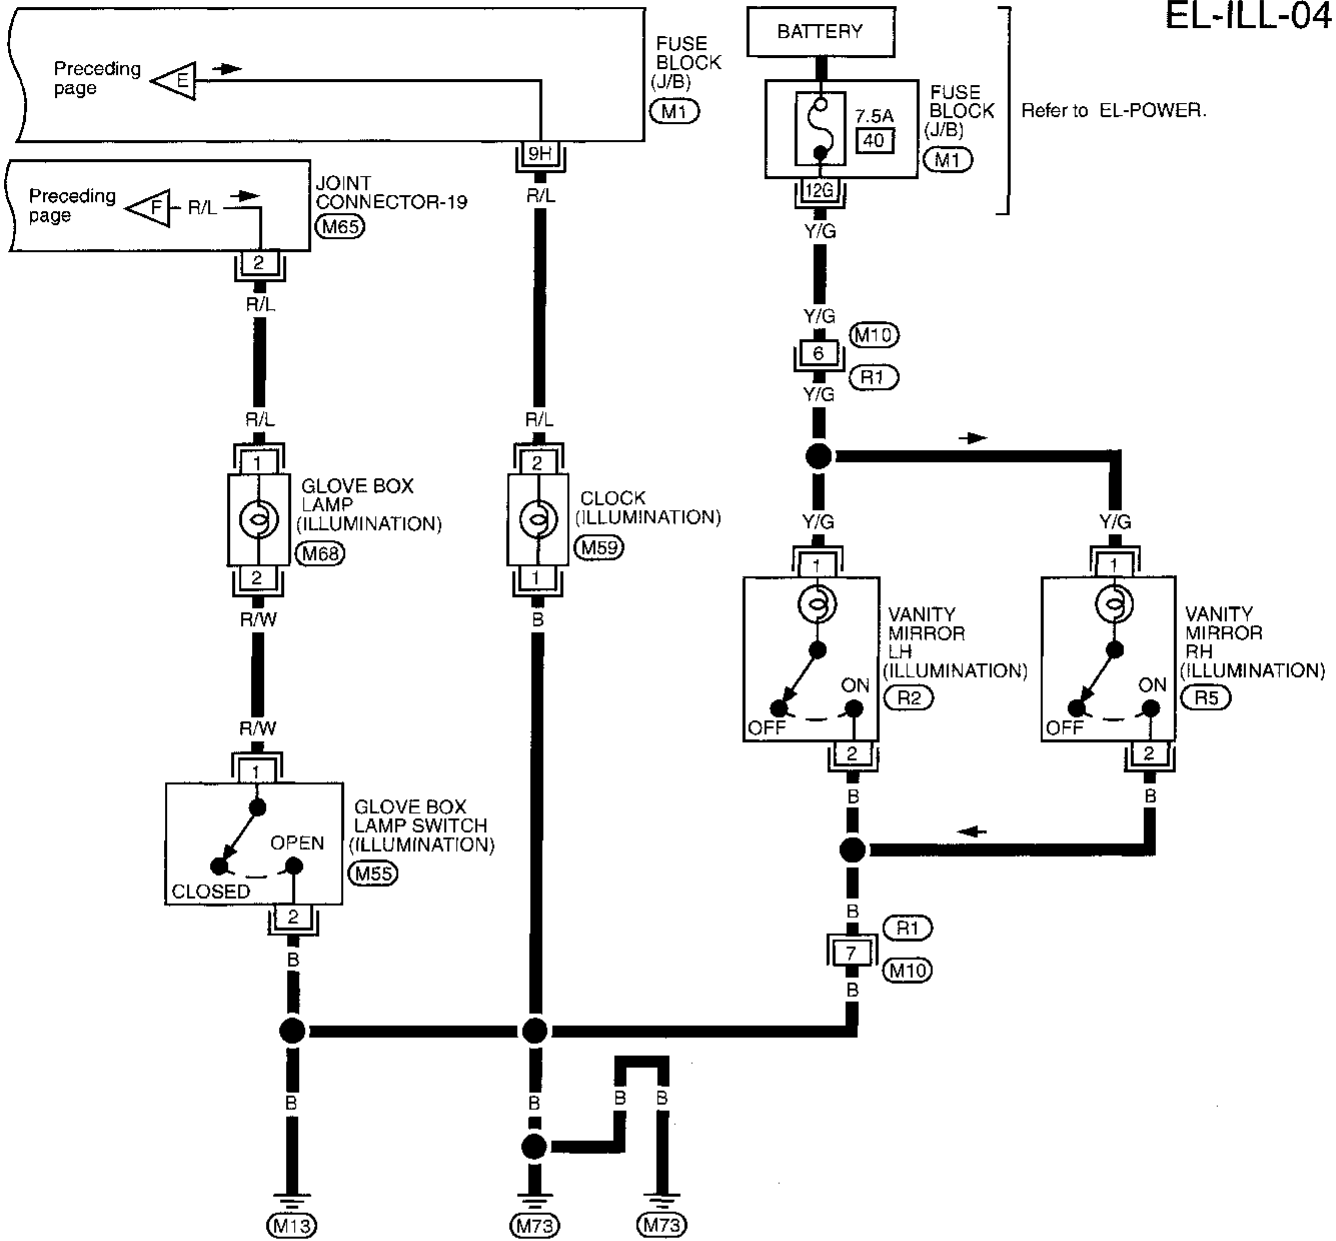 EL-ILL-04
Preceding
page
E
FUSE
BLOCK
(J/B)
M1
9H
R/L
Preceding
page
F
R/L
JOINT
CONNECTOR-19
M65
2
R/L
BATTERY
7.5A
40
FUSE
BLOCK
(J/B)
M1
Refer to EL-POWER.
12G
Y/G
Y/G
6
M10
R1
Y/G
R/L
1
GLOVE BOX
LAMP
(ILLUMINATION)
M68
2
R/W
R/L
2
CLOCK
(ILLUMINATION)
M59
1
B
Y/G
1
VANITY
MIRROR
LH
(ILLUMINATION)
R2
ON
OFF
2
B
Y/G
1
VANITY
MIRROR
RH
(ILLUMINATION)
R5
ON
OFF
2
B
R/W
1
GLOVE BOX
LAMP SWITCH
(ILLUMINATION)
M55
OPEN
CLOSED
2
B
B
7
R1
M10
B
B
B
B
B
M13
M73
M73